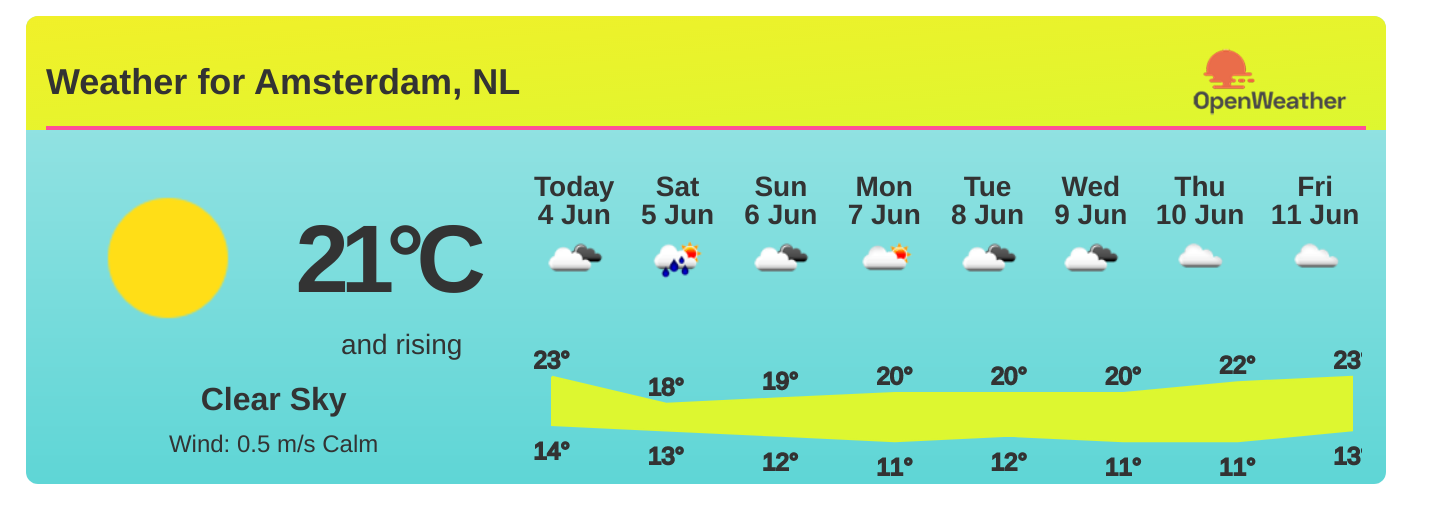 Weather for Amsterdam, NL
OpenWeather
Today Sat Sun Mon Tue Wed Thu Fri
4 Jun 5 Jun 6 Jun 7 Jun 8 Jun 9 Jun 10 Jun 11 Jun
21°C
and rising
Clear Sky
Wind: 0.5 m/s Calm
23° 18° 19° 20° 20° 20° 22° 23°
14° 13° 12° 11° 12° 11° 11° 13°